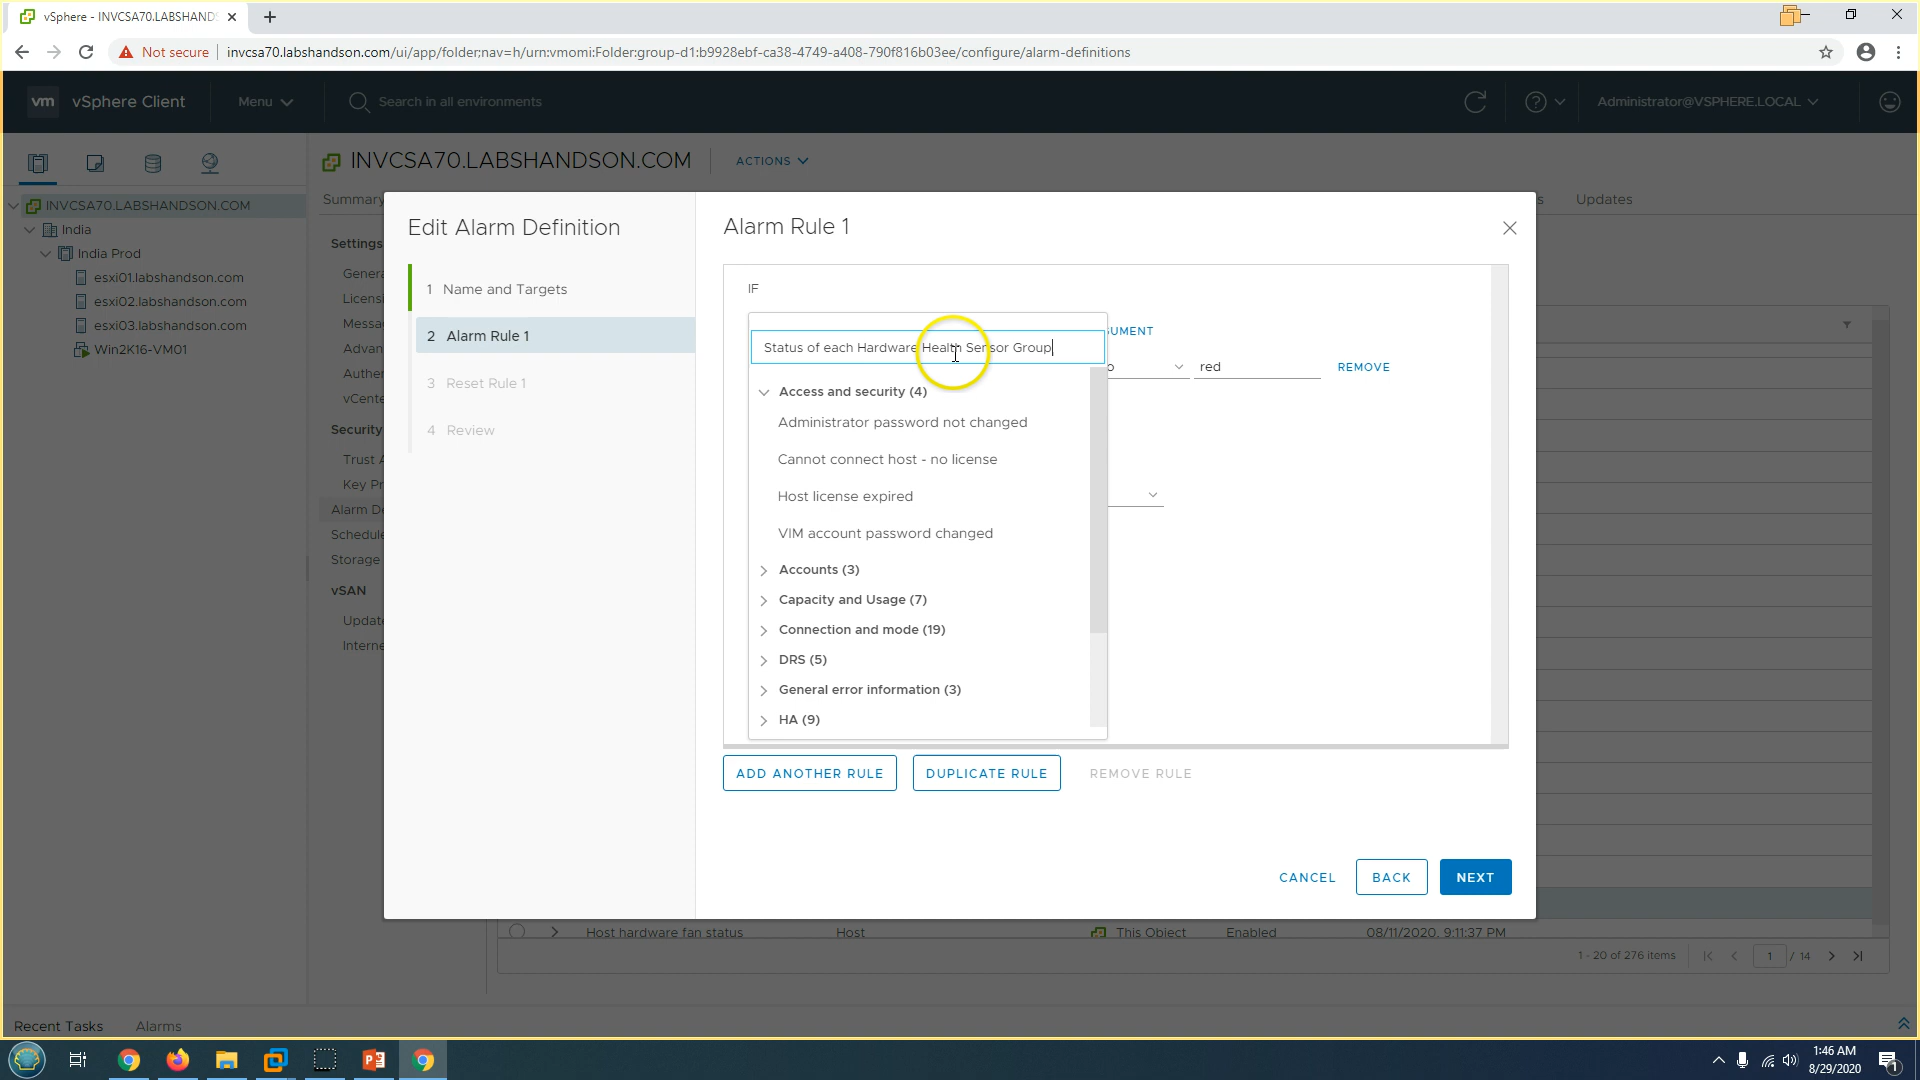 vSphere - INVCSA70.LABSHANDS
Not secure
invcsa70.labshandson.com/ui/app/folder;nav=h/urn:vmomi:Folder:group-d1:b9928ebf-ca38-4749-a408-790f816b03ee/configure/alarm-definitions
vm vSphere Client
Menu
Search in all environments
Administrator@VSPHERE.LOCAL
INVCSA70.LABSHANDSON.COM
ACTIONS
INVCSA70.LABSHANDSON.COM
India
India Prod
esxi01.labshandson.com
esxi02.labshandson.com
esxi03.labshandson.com
Win2K16-VM01
Summary
s
Updates
Settings
Genera
Licensi
Messa
Advan
Authen
vCente
Security
Trust A
Key Pr
Alarm De
Schedule
Storage
vSAN
Update
Interne
Edit Alarm Definition
1 Name and Targets
2 Alarm Rule 1
3 Reset Rule 1
4 Review
Alarm Rule 1
IF
UMENT
Status of each Hardware Health Sensor Group
o
red
REMOVE
Access and security (4)
Administrator password not changed
Cannot connect host - no license
Host license expired
VIM account password changed
Accounts (3)
Capacity and Usage (7)
Connection and mode (19)
DRS (5)
General error information (3)
HA (9)
ADD ANOTHER RULE
DUPLICATE RULE
REMOVE RULE
CANCEL
BACK
NEXT
Host hardware fan status
Host
This Object
Enabled
08/11/2020, 9:11:37 PM
1 - 20 of 276 items
1 / 14
Recent Tasks
Alarms
1:46 AM
8/29/2020
1